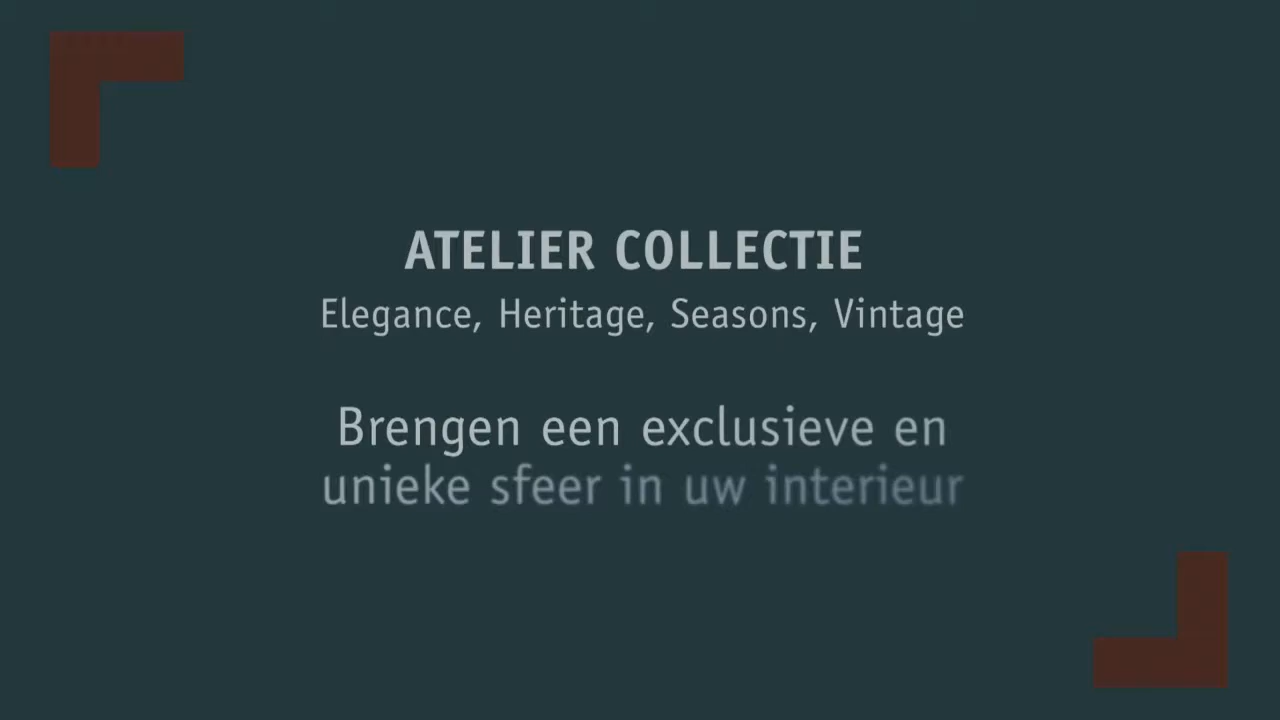 ATELIER COLLECTIE
Elegance, Heritage, Seasons, Vintage
Brengen een exclusieve en
unieke sfeer in uw interieur